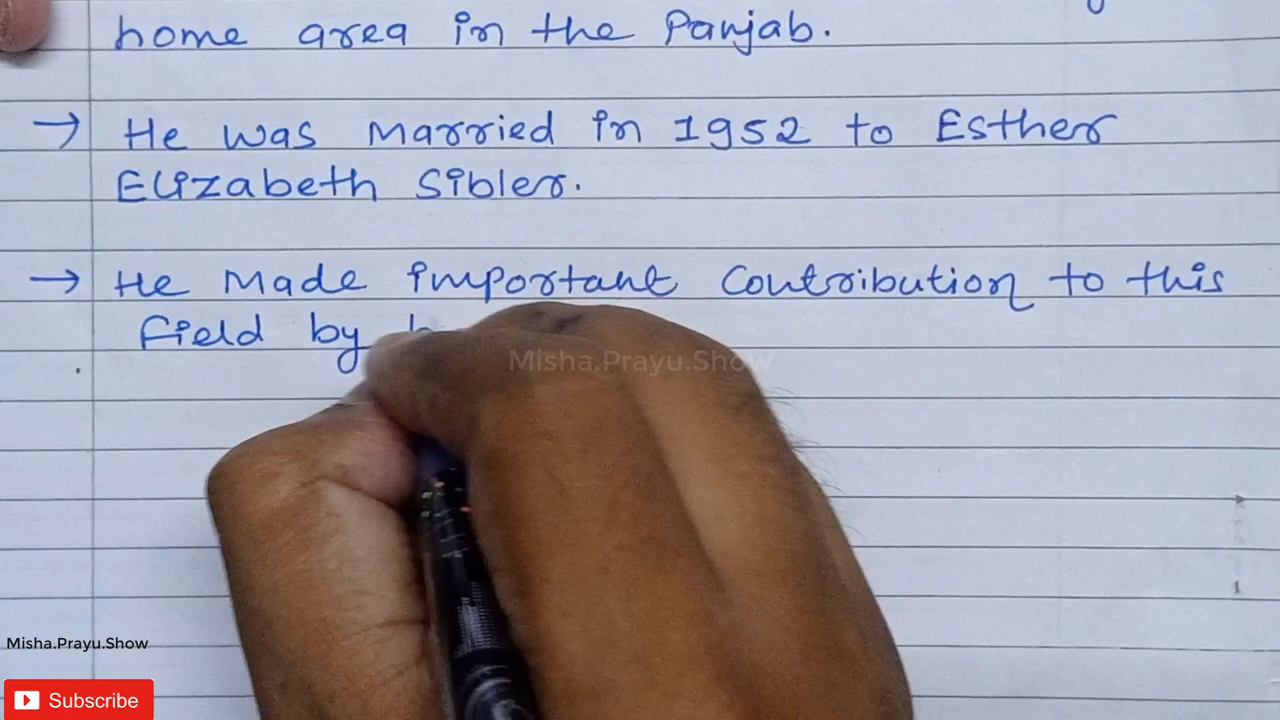 home area in the Panjab.
→ He was Married in 1952 to Esther
Elizabeth Sibler.
→ He Made important Contribution to this
field by
Misha.Prayu.Show
Misha.Prayu.Show
Subscribe